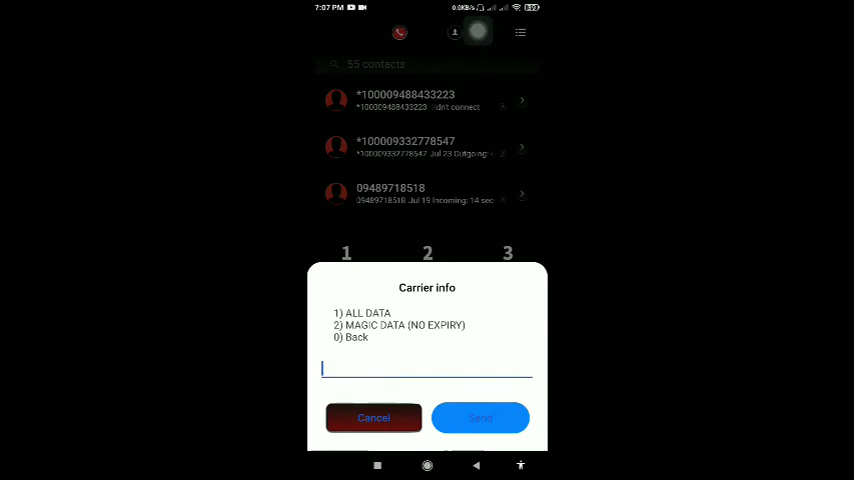 7:07 PM
0.0KB/s
55 contacts
*100009488433223
*100009488433223 didn't connect
*100009332778547
*100009332778547 Jul 23 Outgoing:
09489718518
09489718518 Jul 19 Incoming: 14 sec
1 2 3
Carrier info
1) ALL DATA
2) MAGIC DATA (NO EXPIRY)
0) Back
Cancel Send